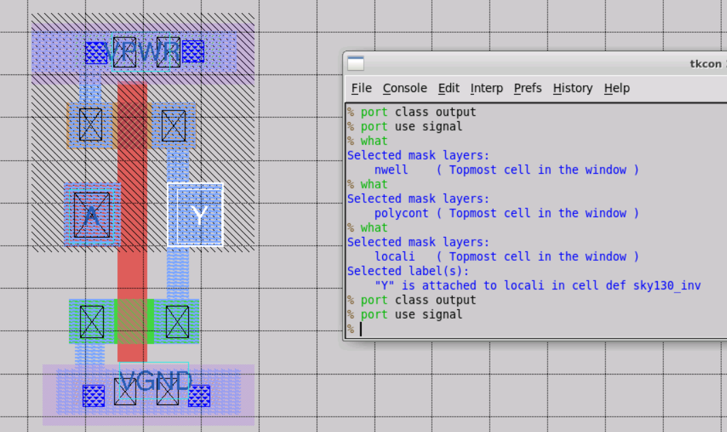 VPWR
A
Y
VGND
tkcon
File Console Edit Interp Prefs History Help
% port class output
% port use signal
% what
Selected mask layers:
nwell ( Topmost cell in the window )
% what
Selected mask layers:
polycont ( Topmost cell in the window )
% what
Selected mask layers:
locali ( Topmost cell in the window )
Selected label(s):
"Y" is attached to locali in cell def sky130_inv
% port class output
% port use signal
%